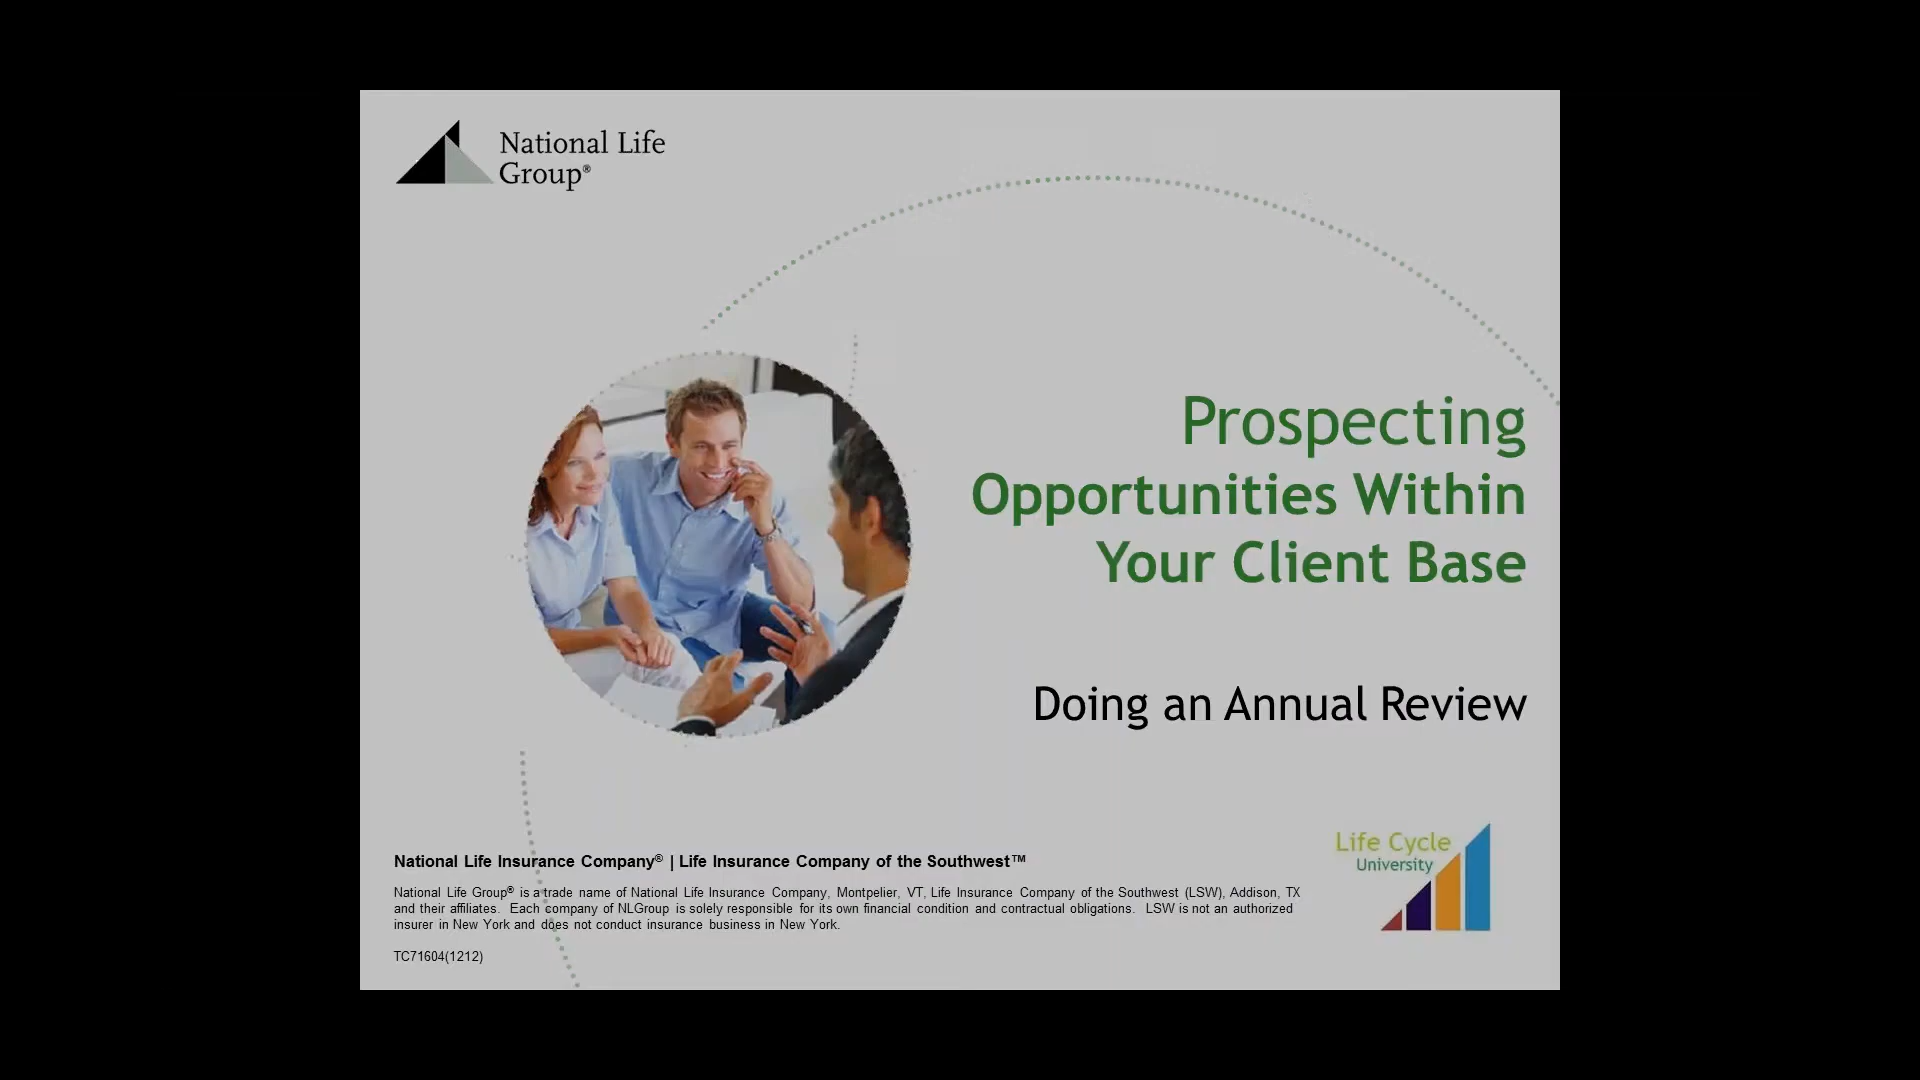 National Life
Group®
Prospecting
Opportunities Within
Your Client Base
Doing an Annual Review
Life Cycle
University
National Life Insurance Company® | Life Insurance Company of the Southwest™
National Life Group® is a trade name of National Life Insurance Company, Montpelier, VT, Life Insurance Company of the Southwest (LSW), Addison, TX
and their affiliates. Each company of NLGroup is solely responsible for its own financial condition and contractual obligations. LSW is not an authorized
insurer in New York and does not conduct insurance business in New York.
TC71604(1212)